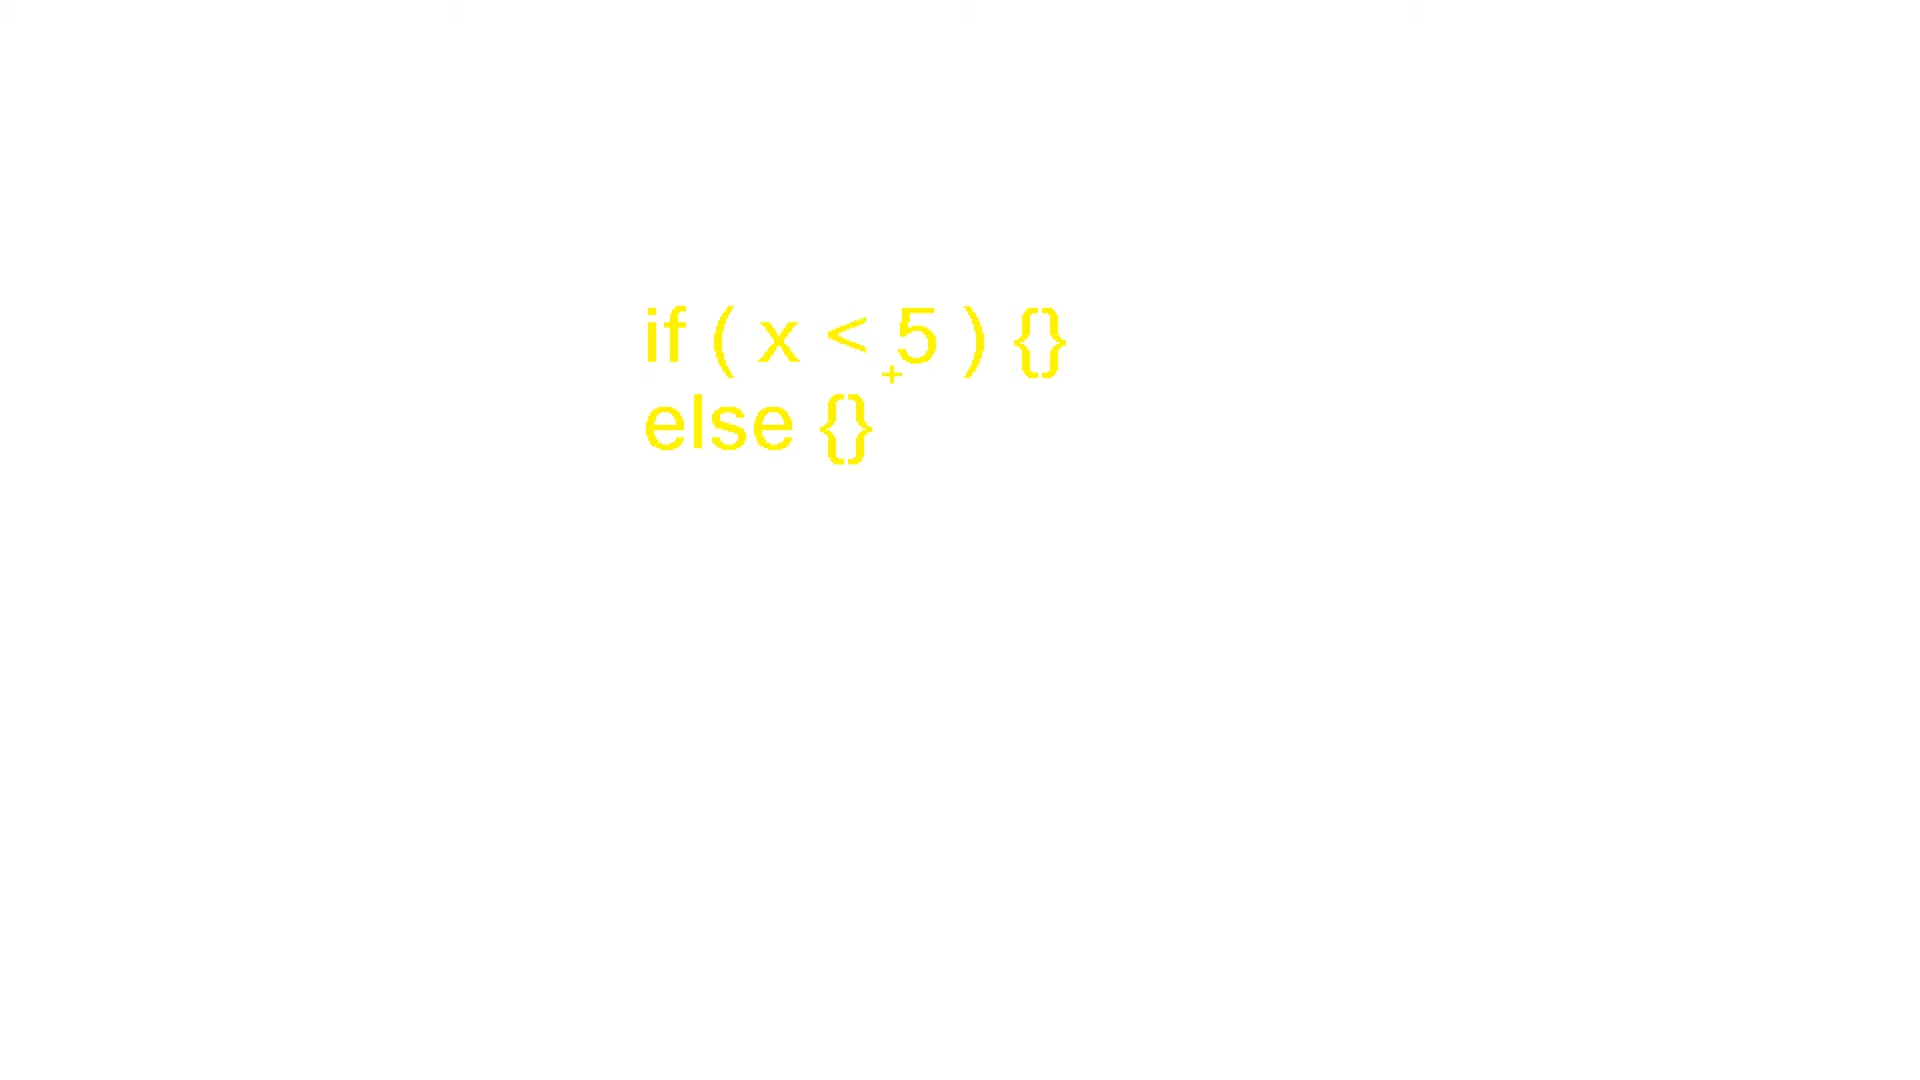 if ( x < 5 ) {}
else {}